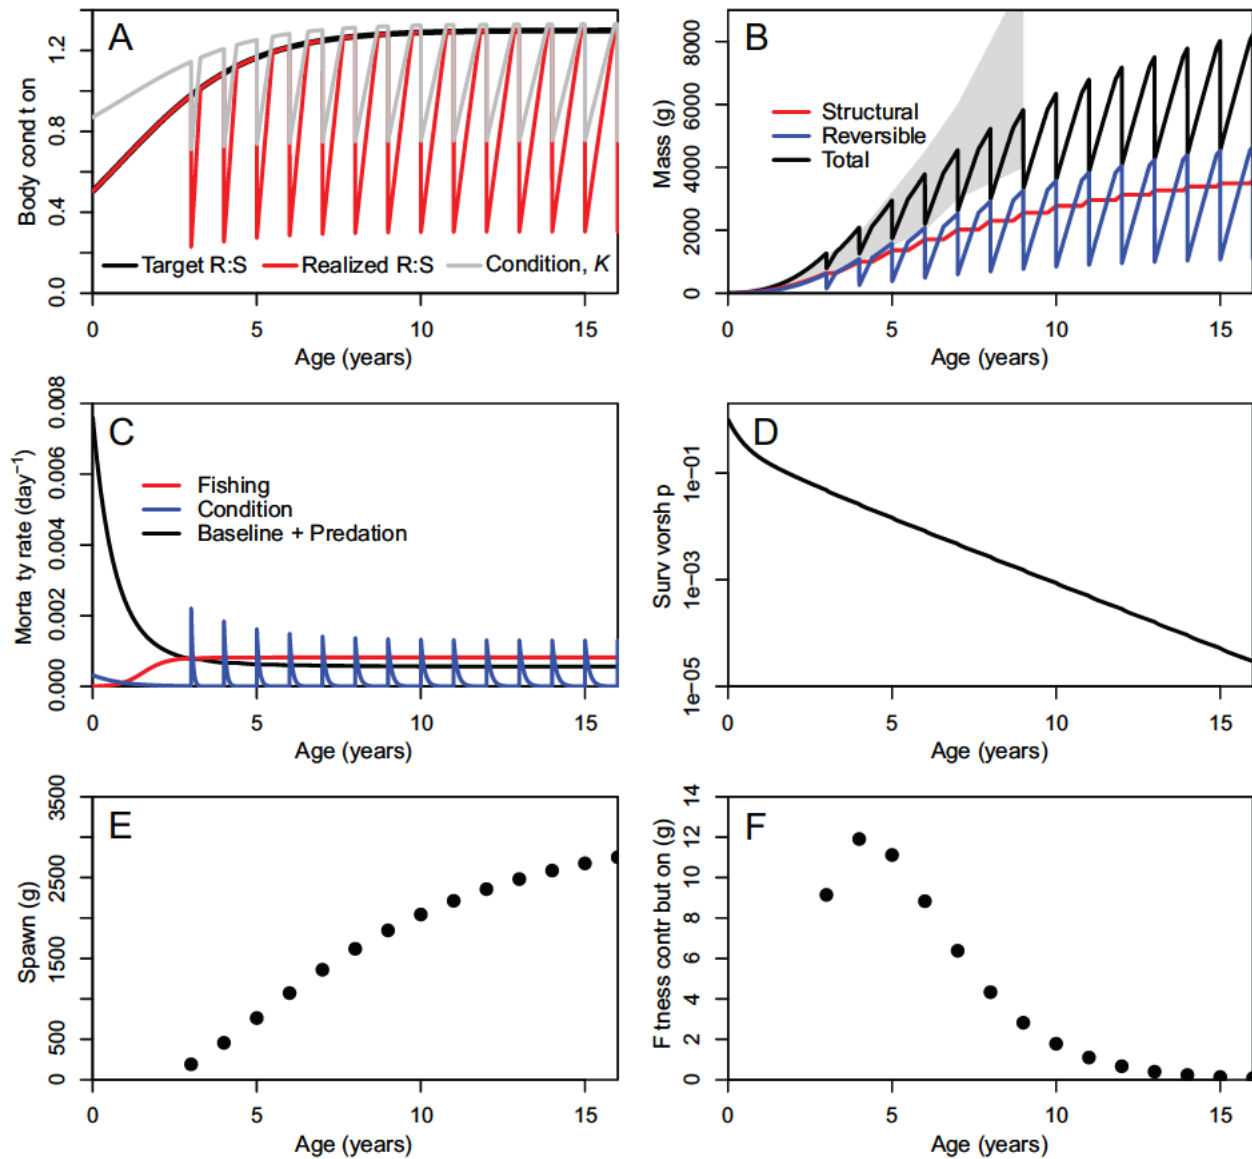 A
Body cond t on
0.0 0.4 0.8 1.2
Target R:S Realized R:S Condition, K
0 5 10 15
Age (years)
B
Mass (g)
0 2000 4000 6000 8000
Structural
Reversible
Total
0 5 10 15
Age (years)
C
Morta ty rate (day⁻¹)
0.000 0.002 0.004 0.006 0.008
Fishing
Condition
Baseline + Predation
0 5 10 15
Age (years)
D
Surv vorsh p
1e−05 1e−03 1e−01
0 5 10 15
Age (years)
E
Spawn (g)
0 500 1500 2500 3500
0 5 10 15
Age (years)
F
F tness contr but on (g)
0 2 4 6 8 10 12 14
0 5 10 15
Age (years)